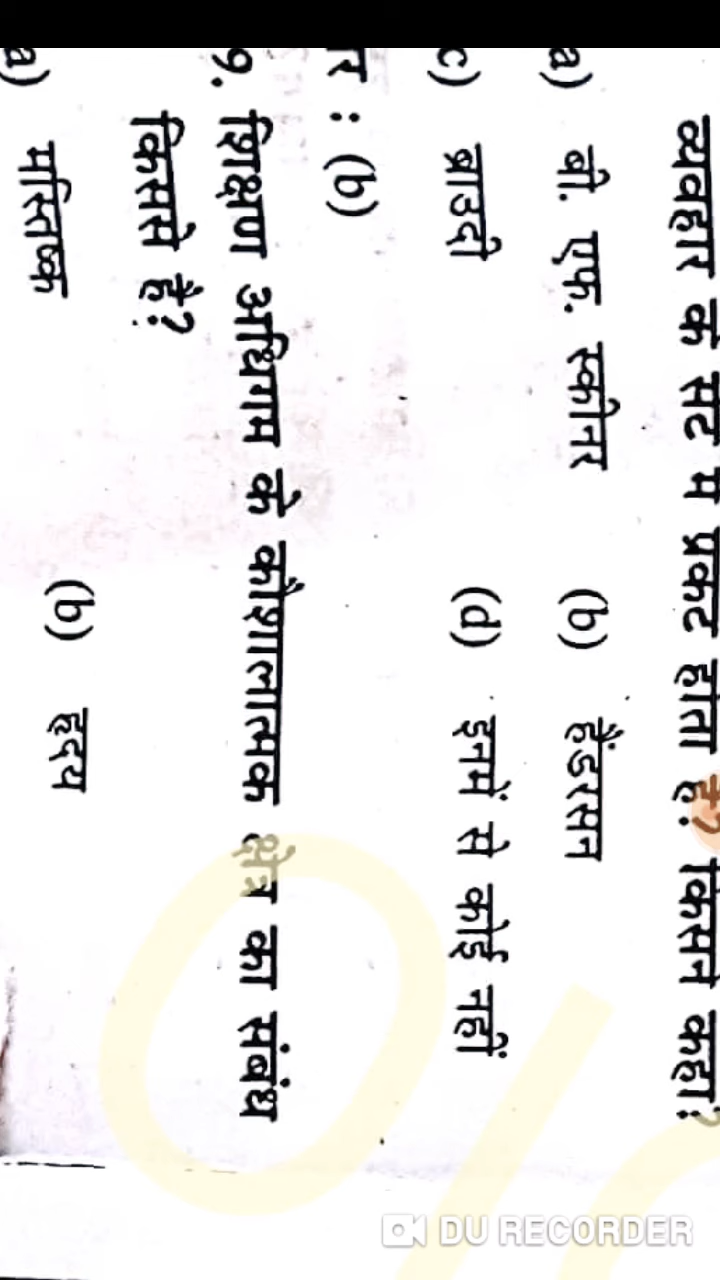 व्यवहार के सेट में प्रकट होता है? किसने कहा?
a) बी. एफ. स्कीनर (b) हैंडरसन
c) ब्राउदी (d) इनमें से कोई नहीं
र : (b)
9. शिक्षण अधिगम के कौशालात्मक क्षेत्र का संबंध
किससे है?
a) मस्तिष्क (b) हृदय
DU RECORDER